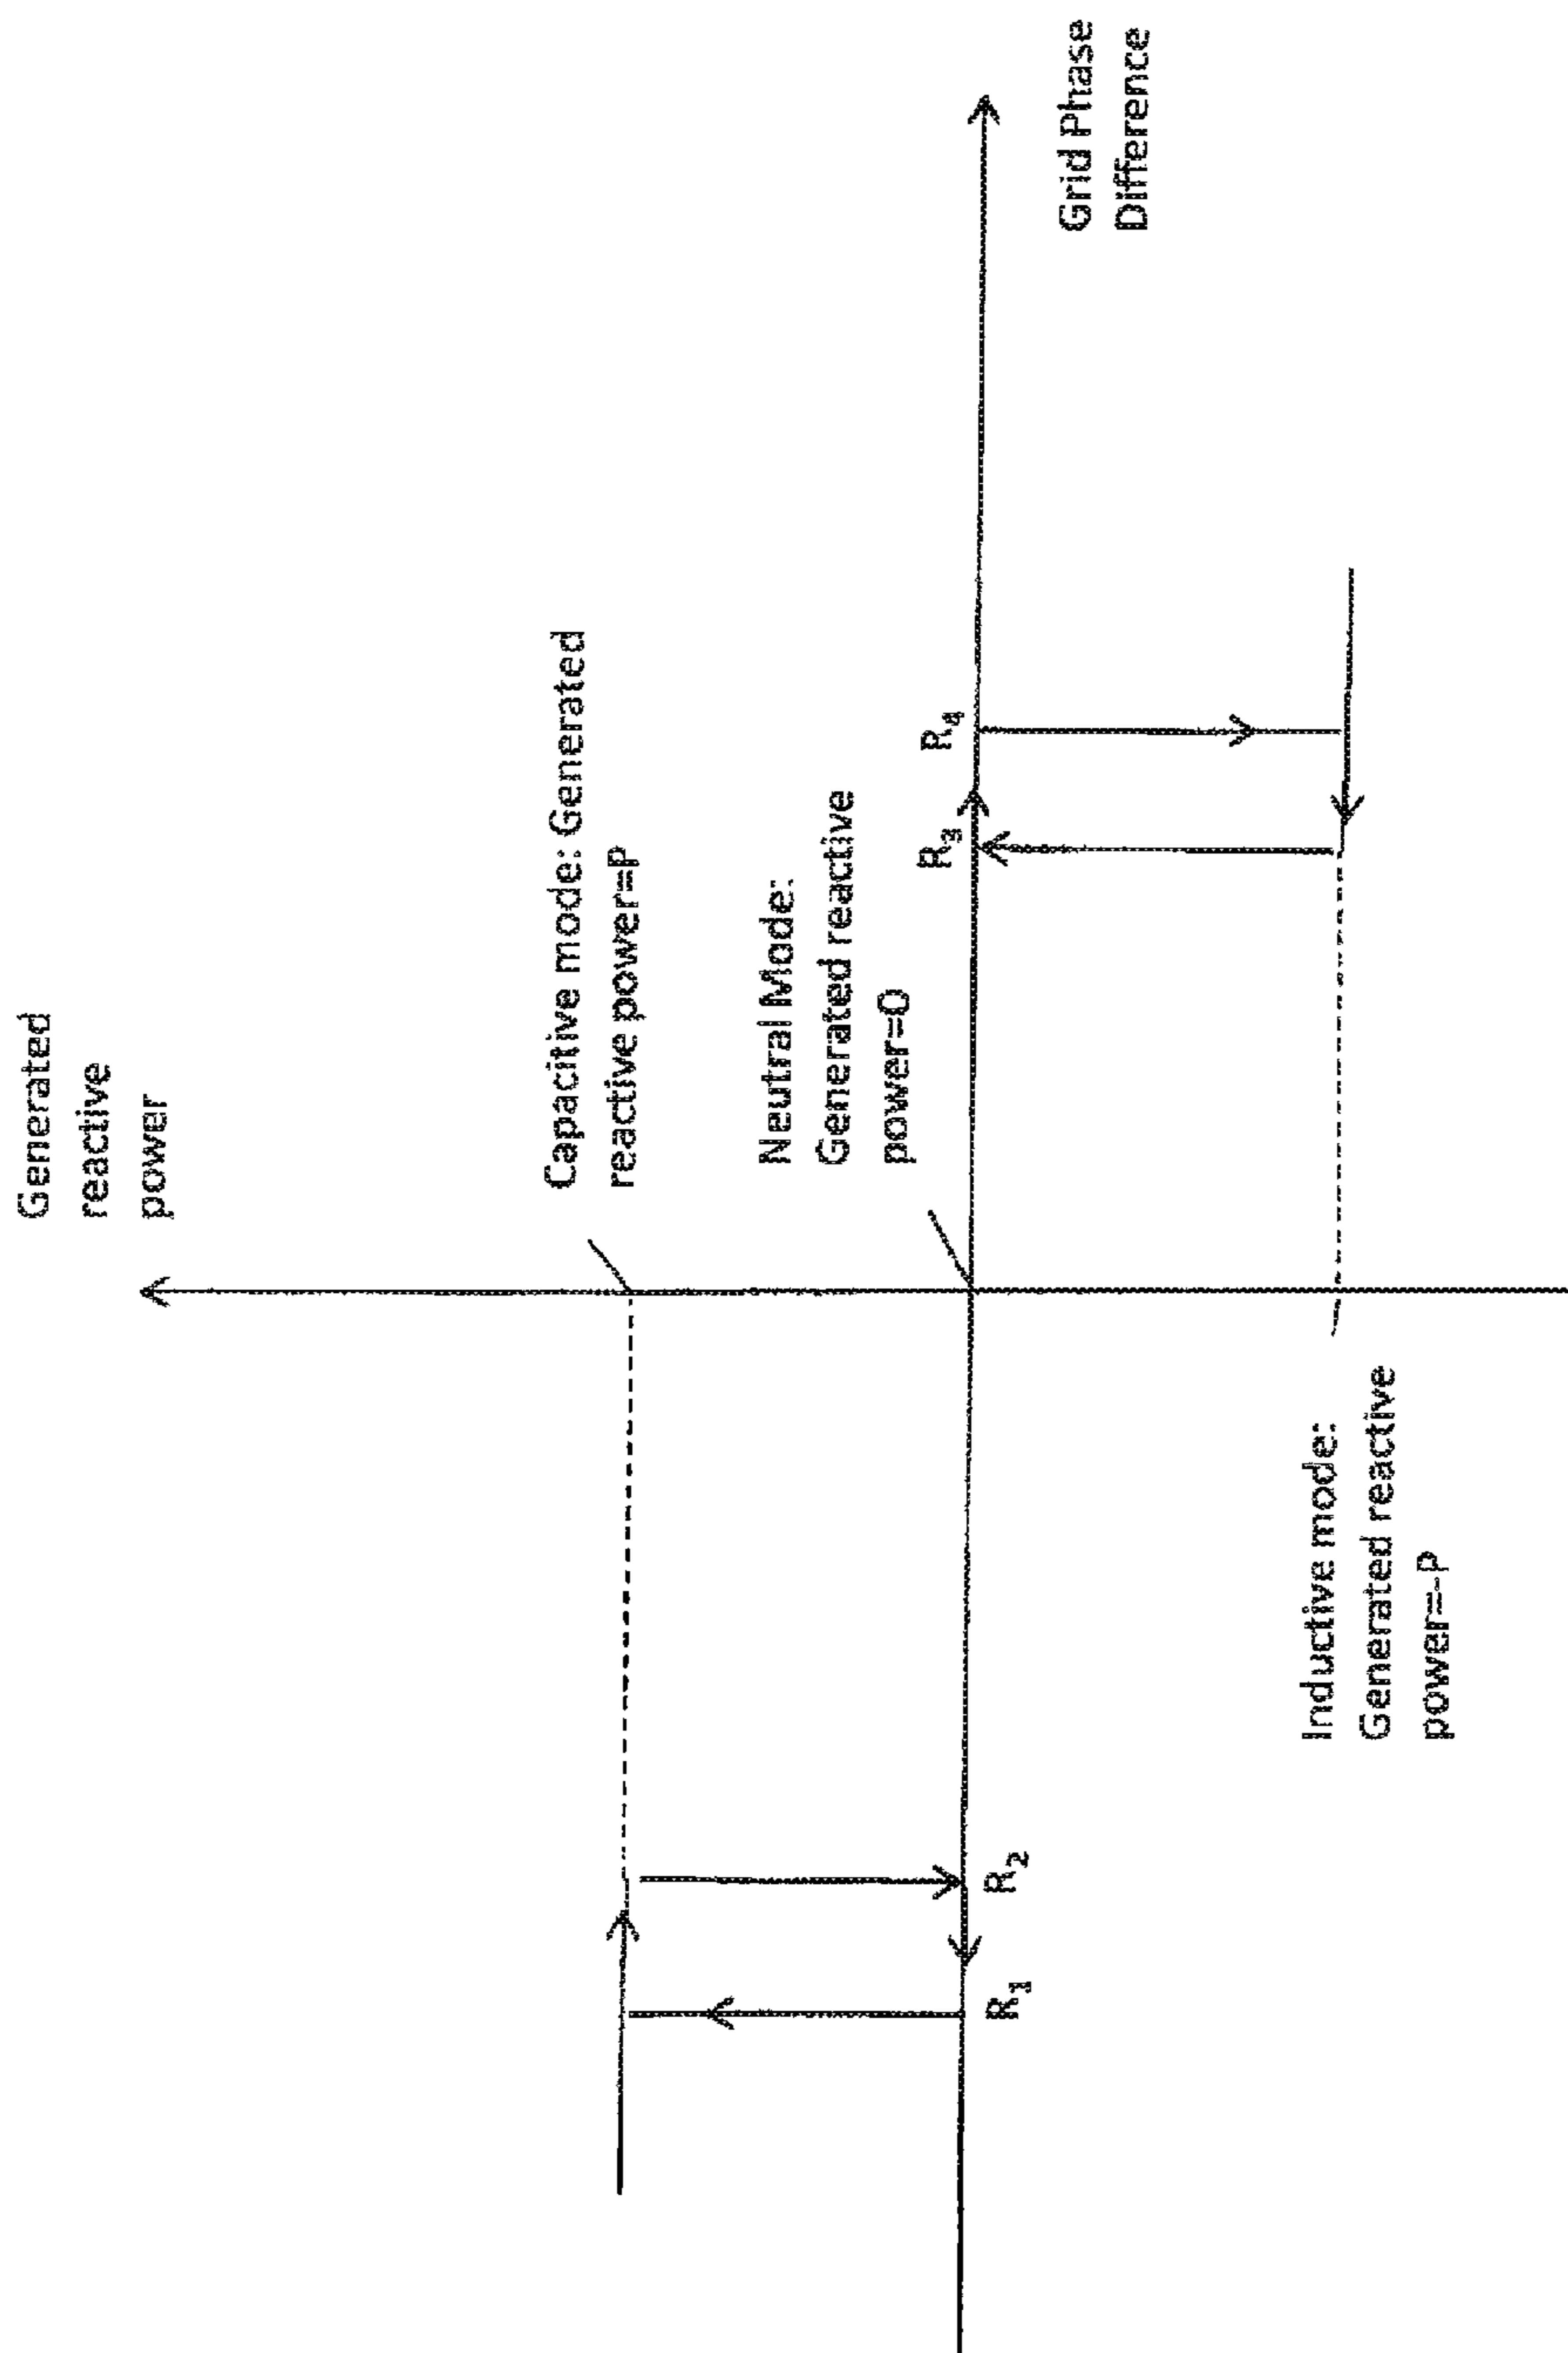 Generated
reactive
power
Capacitive mode: Generated
reactive power=P
Neutral Mode:
Generated reactive
power=0
R₃
R₄
Grid Phase
Difference
R₁
R₂
Inductive mode:
Generated reactive
power=-P